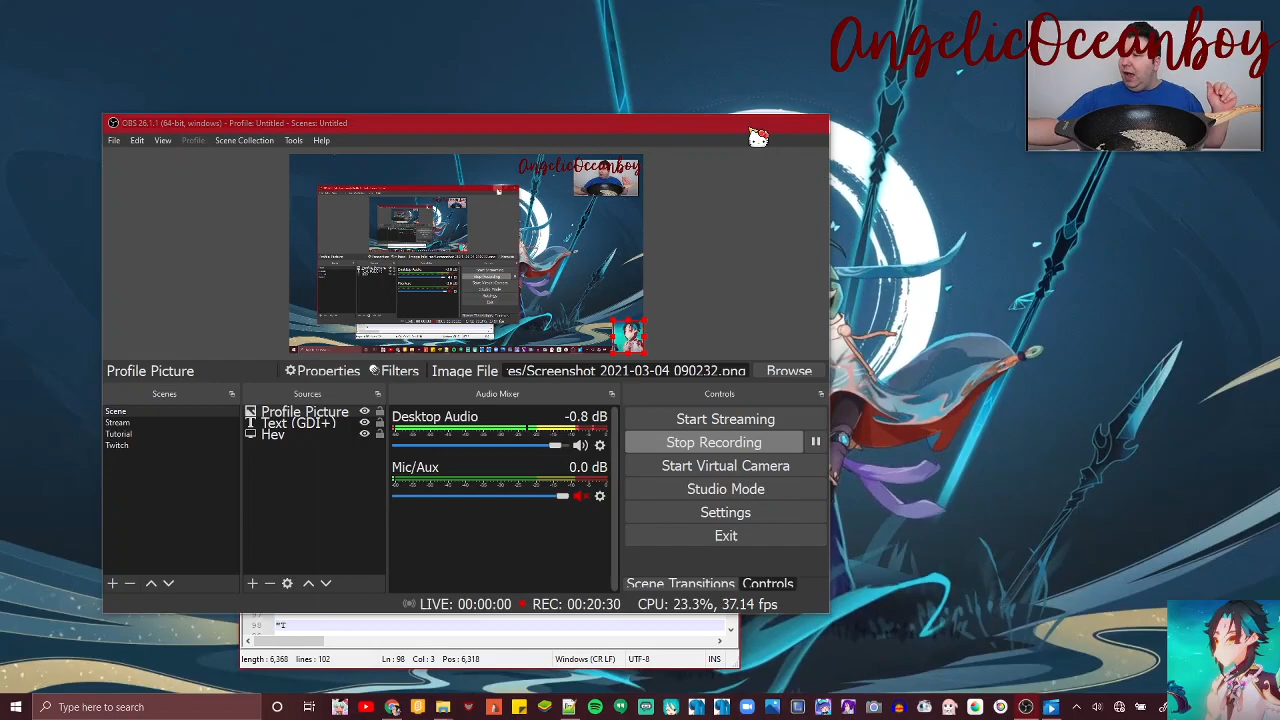 AngelicOceanboy
OBS 26.1.1 (64-bit, windows) - Profile: Untitled - Scenes: Untitled
File Edit View Profile Scene Collection Tools Help
AngelicOceanboy
Profile Picture Properties Filters Image File res/Screenshot 2021-03-04 090232.png Browse
Scenes Sources Audio Mixer Controls
Scene
Stream
Tutorial
Twitch
Profile Picture
Text (GDI+)
Hev
Desktop Audio -0.8 dB
Mic/Aux 0.0 dB
Start Streaming
Stop Recording
Start Virtual Camera
Studio Mode
Settings
Exit
Scene Transitions Controls
LIVE: 00:00:00 REC: 00:20:30 CPU: 23.3%, 37.14 fps
98
length : 6,368 lines : 102 Ln : 98 Col : 3 Pos : 6,318 Windows (CR LF) UTF-8 INS
Type here to search